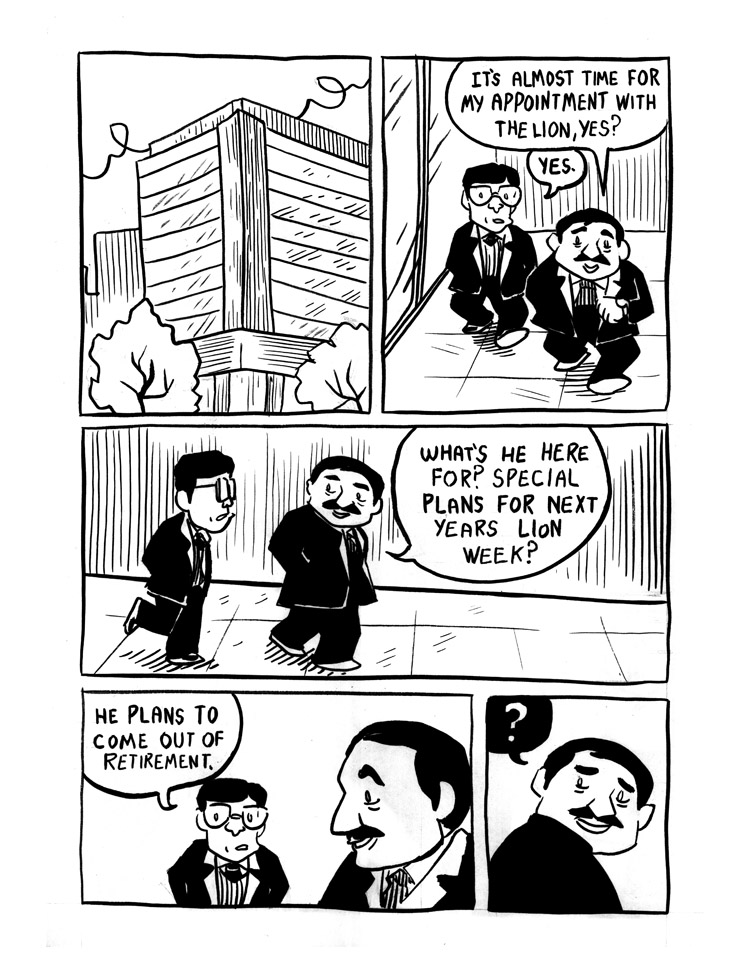 IT'S ALMOST TIME FOR
MY APPOINTMENT WITH
THE LION, YES?
YES.
WHAT'S HE HERE
FOR? SPECIAL
PLANS FOR NEXT
YEARS LION
WEEK?
HE PLANS TO
COME OUT OF
RETIREMENT.
?